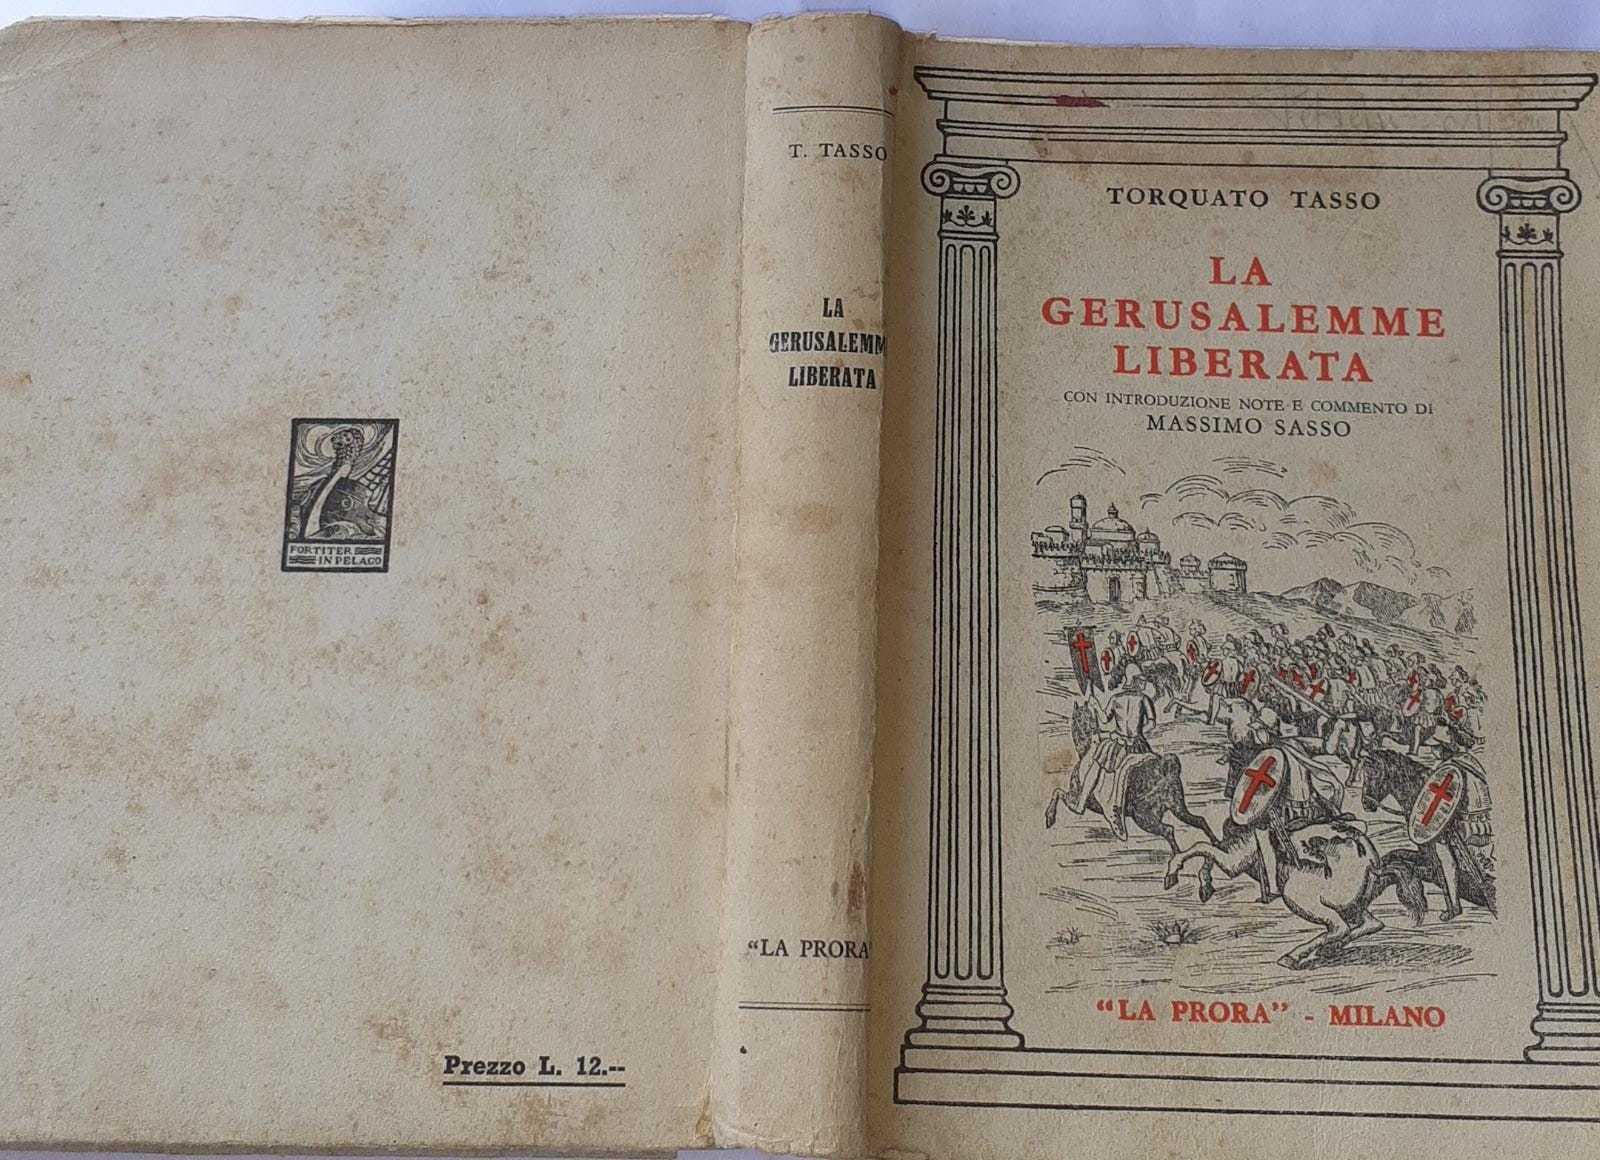 FORTITER
IN PELAGO
Prezzo L. 12.--
T. TASSO
LA
GERUSALEMM
LIBERATA
"LA PRORA"
TORQUATO TASSO
LA
GERUSALEMME
LIBERATA
CON INTRODUZIONE NOTE E COMMENTO DI
MASSIMO SASSO
"LA PRORA" - MILANO